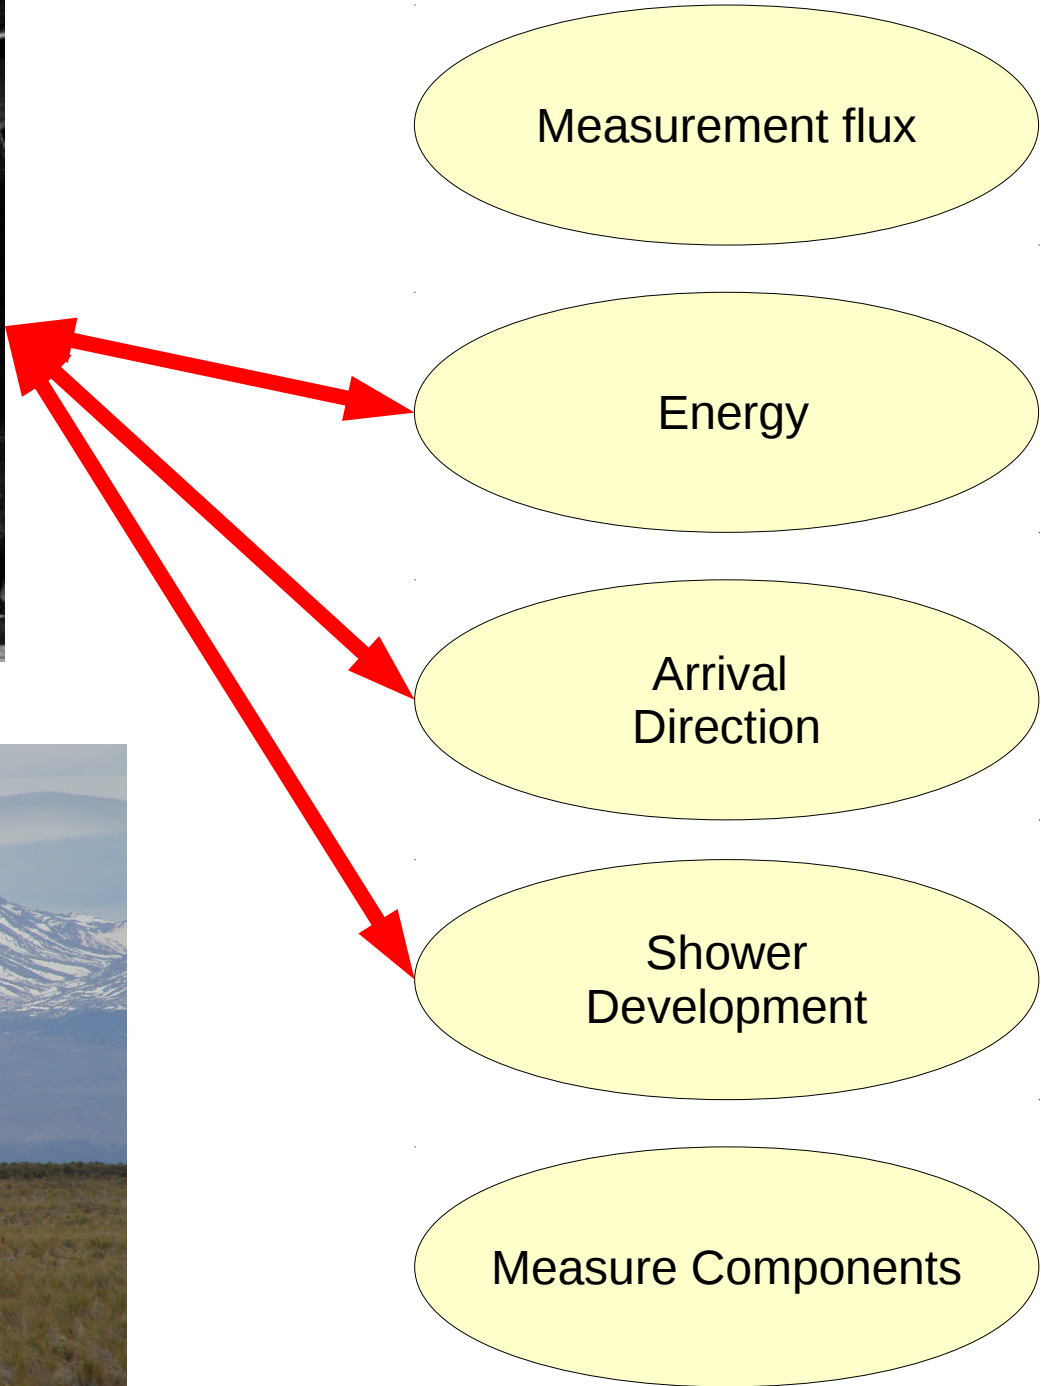 Measurement flux
Energy
Arrival
Direction
Shower
Development
Measure Components